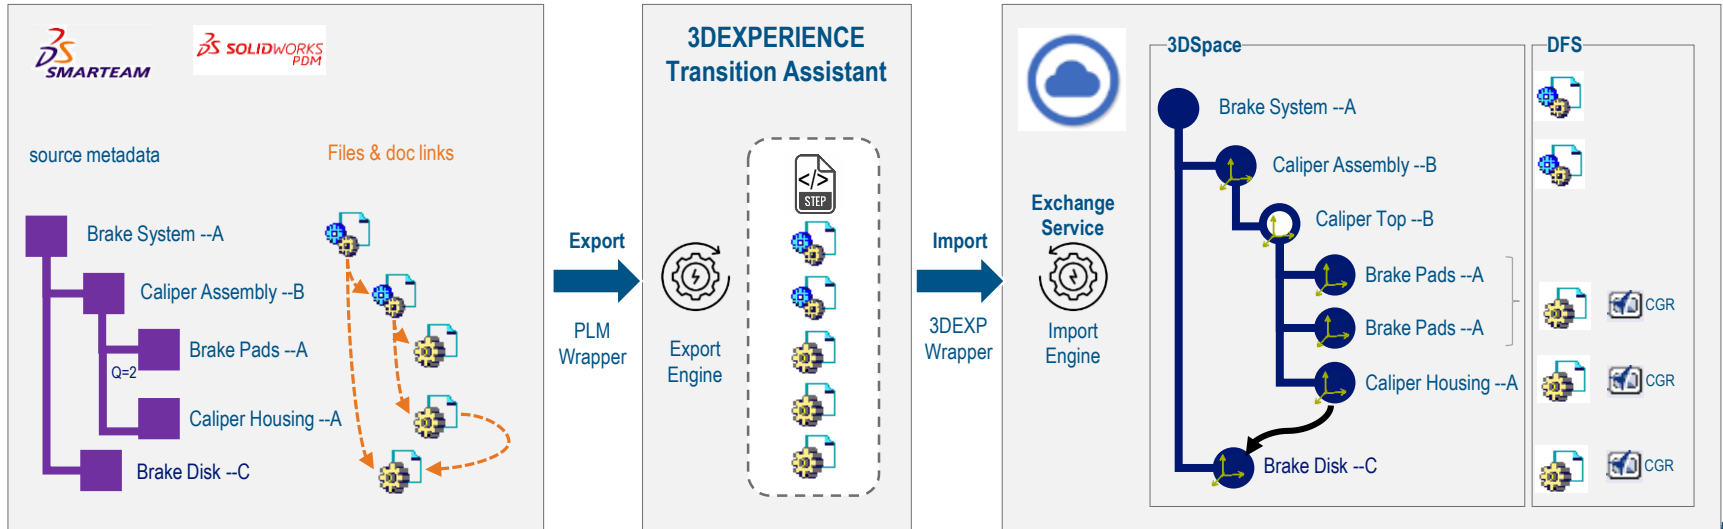 SMARTEAM
SOLIDWORKS
PDM
source metadata
Files & doc links
Brake System --A
Caliper Assembly --B
Brake Pads --A
Q=2
Caliper Housing --A
Brake Disk --C
Export
PLM
Wrapper
3DEXPERIENCE
Transition Assistant
</>
STEP
Export
Engine
Import
3DEXP
Wrapper
Exchange
Service
Import
Engine
3DSpace
Brake System --A
Caliper Assembly --B
Caliper Top --B
Brake Pads --A
Brake Pads --A
Caliper Housing --A
Brake Disk --C
DFS
CGR
CGR
CGR